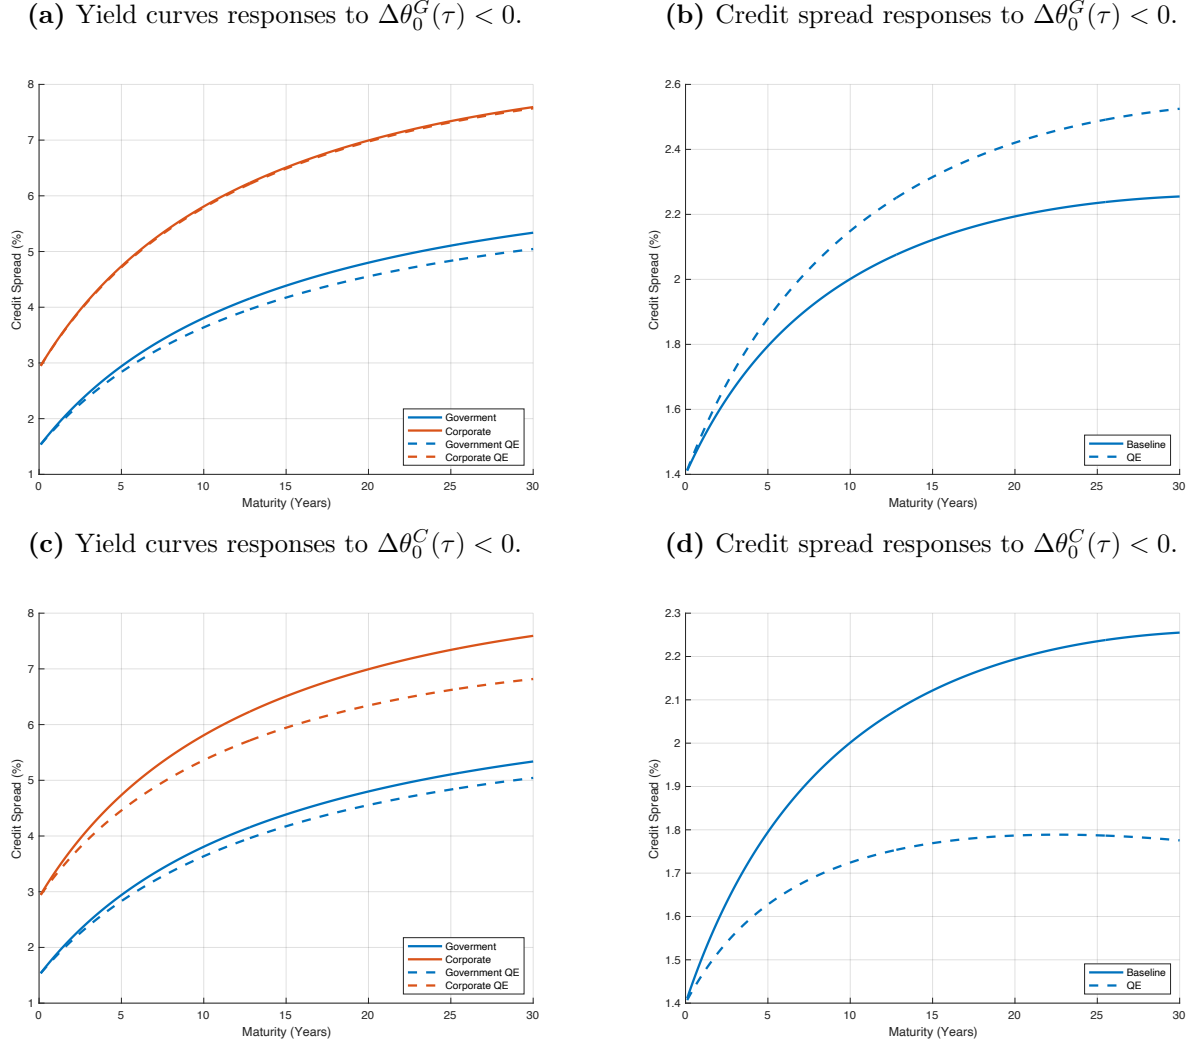 (a) Yield curves responses to Δθ₀ᴳ(τ) < 0.
(b) Credit spread responses to Δθ₀ᴳ(τ) < 0.
8
7
6
5
4
3
2
1
Credit Spread (%)
0 5 10 15 20 25 30
Maturity (Years)
Goverment
Corporate
Government QE
Corporate QE
2.6
2.4
2.2
2
1.8
1.6
1.4
Credit Spread (%)
0 5 10 15 20 25 30
Maturity (Years)
Baseline
QE
(c) Yield curves responses to Δθ₀ᶜ(τ) < 0.
(d) Credit spread responses to Δθ₀ᶜ(τ) < 0.
8
7
6
5
4
3
2
1
Credit Spread (%)
0 5 10 15 20 25 30
Maturity (Years)
Goverment
Corporate
Government QE
Corporate QE
2.3
2.2
2.1
2
1.9
1.8
1.7
1.6
1.5
1.4
Credit Spread (%)
0 5 10 15 20 25 30
Maturity (Years)
Baseline
QE